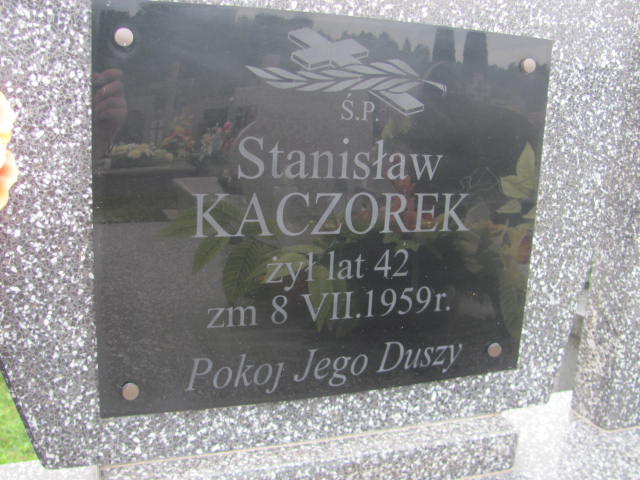 Ś.P.
Stanisław
KACZOREK
żył lat 42
zm 8 VII.1959r.
Pokoj Jego Duszy